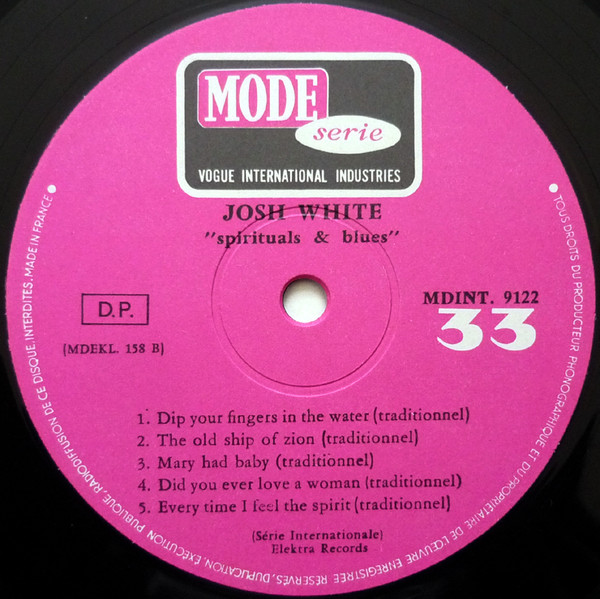 MODE
serie
VOGUE INTERNATIONAL INDUSTRIES
JOSH WHITE
"spirituals & blues"
D.P.
(MDEKL. 158 B)
MDINT. 9122
33
1. Dip your fingers in the water (traditionnel)
2. The old ship of zion (traditionnel)
3. Mary had baby (traditionnel)
4. Did you ever love a woman (traditionnel)
5. Every time I feel the spirit (traditionnel)
(Série Internationale)
Elektra Records
• TOUS DROITS DU PRODUCTEUR PHONOGRAPHIQUE ET DU PROPRIETAIRE DE L'ŒUVRE ENREGISTREE RESERVES, DUPLICATION, EXÉCUTION PUBLIQUE, RADIODIFFUSION DE CE DISQUE, INTERDITES. MADE IN FRANCE •